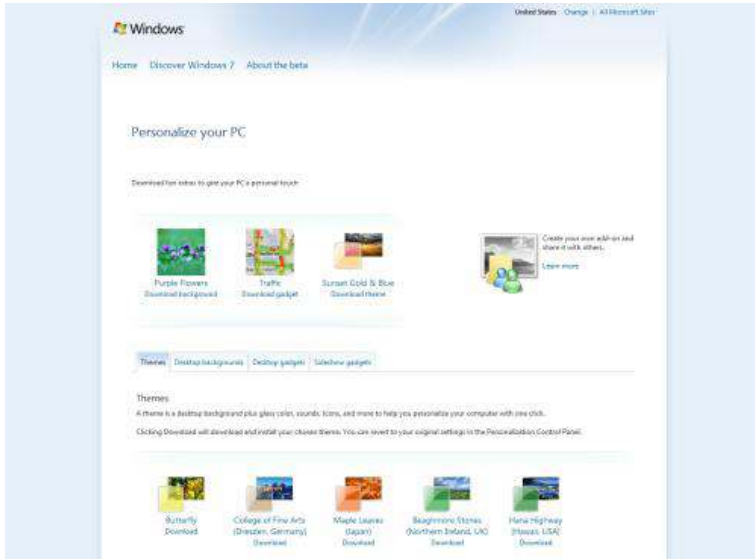 United States Change | All Microsoft Sites
Windows
Home Discover Windows 7 About the beta
Personalize your PC
Download fun extras to give your PC a personal touch
Create your own add-on and
share it with others.
Learn more
Purple Flowers
Download background
Traffic
Download gadget
Sunset Gold & Blue
Download theme
Themes Desktop backgrounds Desktop gadgets Sideshow gadgets
Themes
A theme is a desktop background plus glass color, sounds, icons, and more to help you personalize your computer with one click.
Clicking Download will download and install your chosen theme. You can revert to your original settings in the Personalization Control Panel.
Butterfly
Download
College of Fine Arts
(Dresden, Germany)
Download
Maple Leaves
(Japan)
Download
Beaghmore Stones
(Northern Ireland, UK)
Download
Hana Highway
(Hawaii, USA)
Download